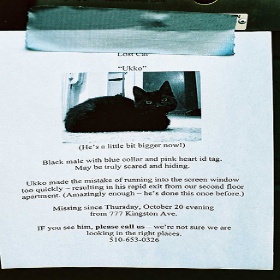 Lost Cat
"Ukko"
(He's a little bit bigger now!)
Black male with blue collar and pink heart id tag.
May be truly scared and hiding.
Ukko made the mistake of running into the screen window
too quickly – resulting in his rapid exit from our second floor
apartment. (Amazingly enough – he's done this once before.)
Missing since Thursday, October 20 evening
from 777 Kingston Ave.
IF you see him, please call us – we're not sure we are
looking in the right places.
510-653-0326